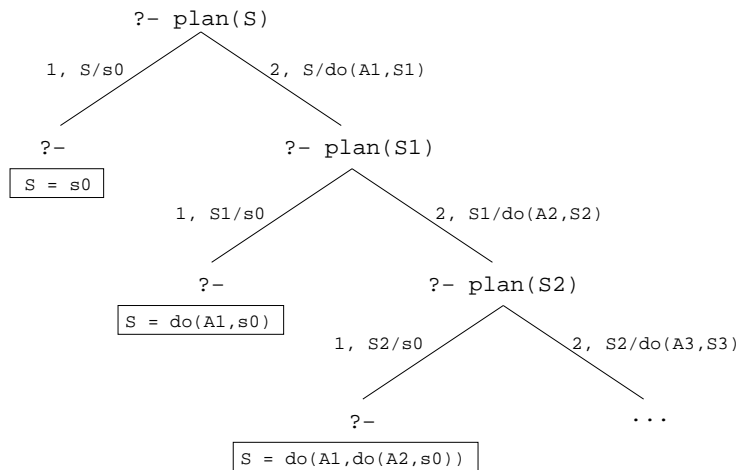 ?- plan(S)
1, S/s0
2, S/do(A1,S1)
?-
?- plan(S1)
S = s0
1, S1/s0
2, S1/do(A2,S2)
?-
?- plan(S2)
S = do(A1,s0)
1, S2/s0
2, S2/do(A3,S3)
?-
...
S = do(A1,do(A2,s0))